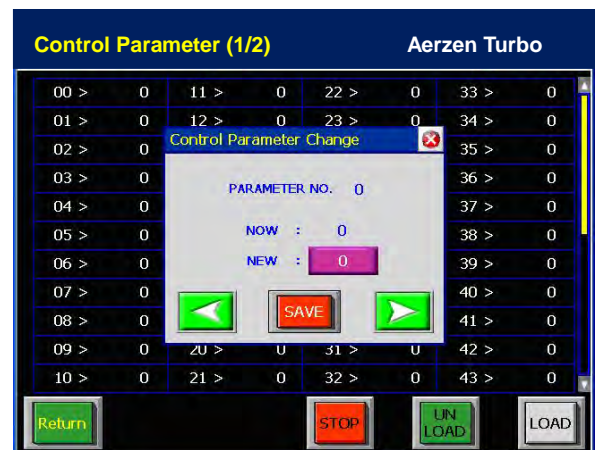 Control Parameter (1/2) Aerzen Turbo
00 > 0 11 > 0 22 > 0 33 > 0
01 > 0 12 > 0 23 > 0 34 > 0
02 > 0 35 > 0
03 > 0 36 > 0
04 > 0 37 > 0
05 > 0 38 > 0
06 > 0 39 > 0
07 > 0 40 > 0
08 > 0 41 > 0
09 > 0 20 > 0 31 > 0 42 > 0
10 > 0 21 > 0 32 > 0 43 > 0
Control Parameter Change
PARAMETER NO. 0
NOW : 0
NEW : 0
SAVE
Return
STOP
UN
LOAD
LOAD